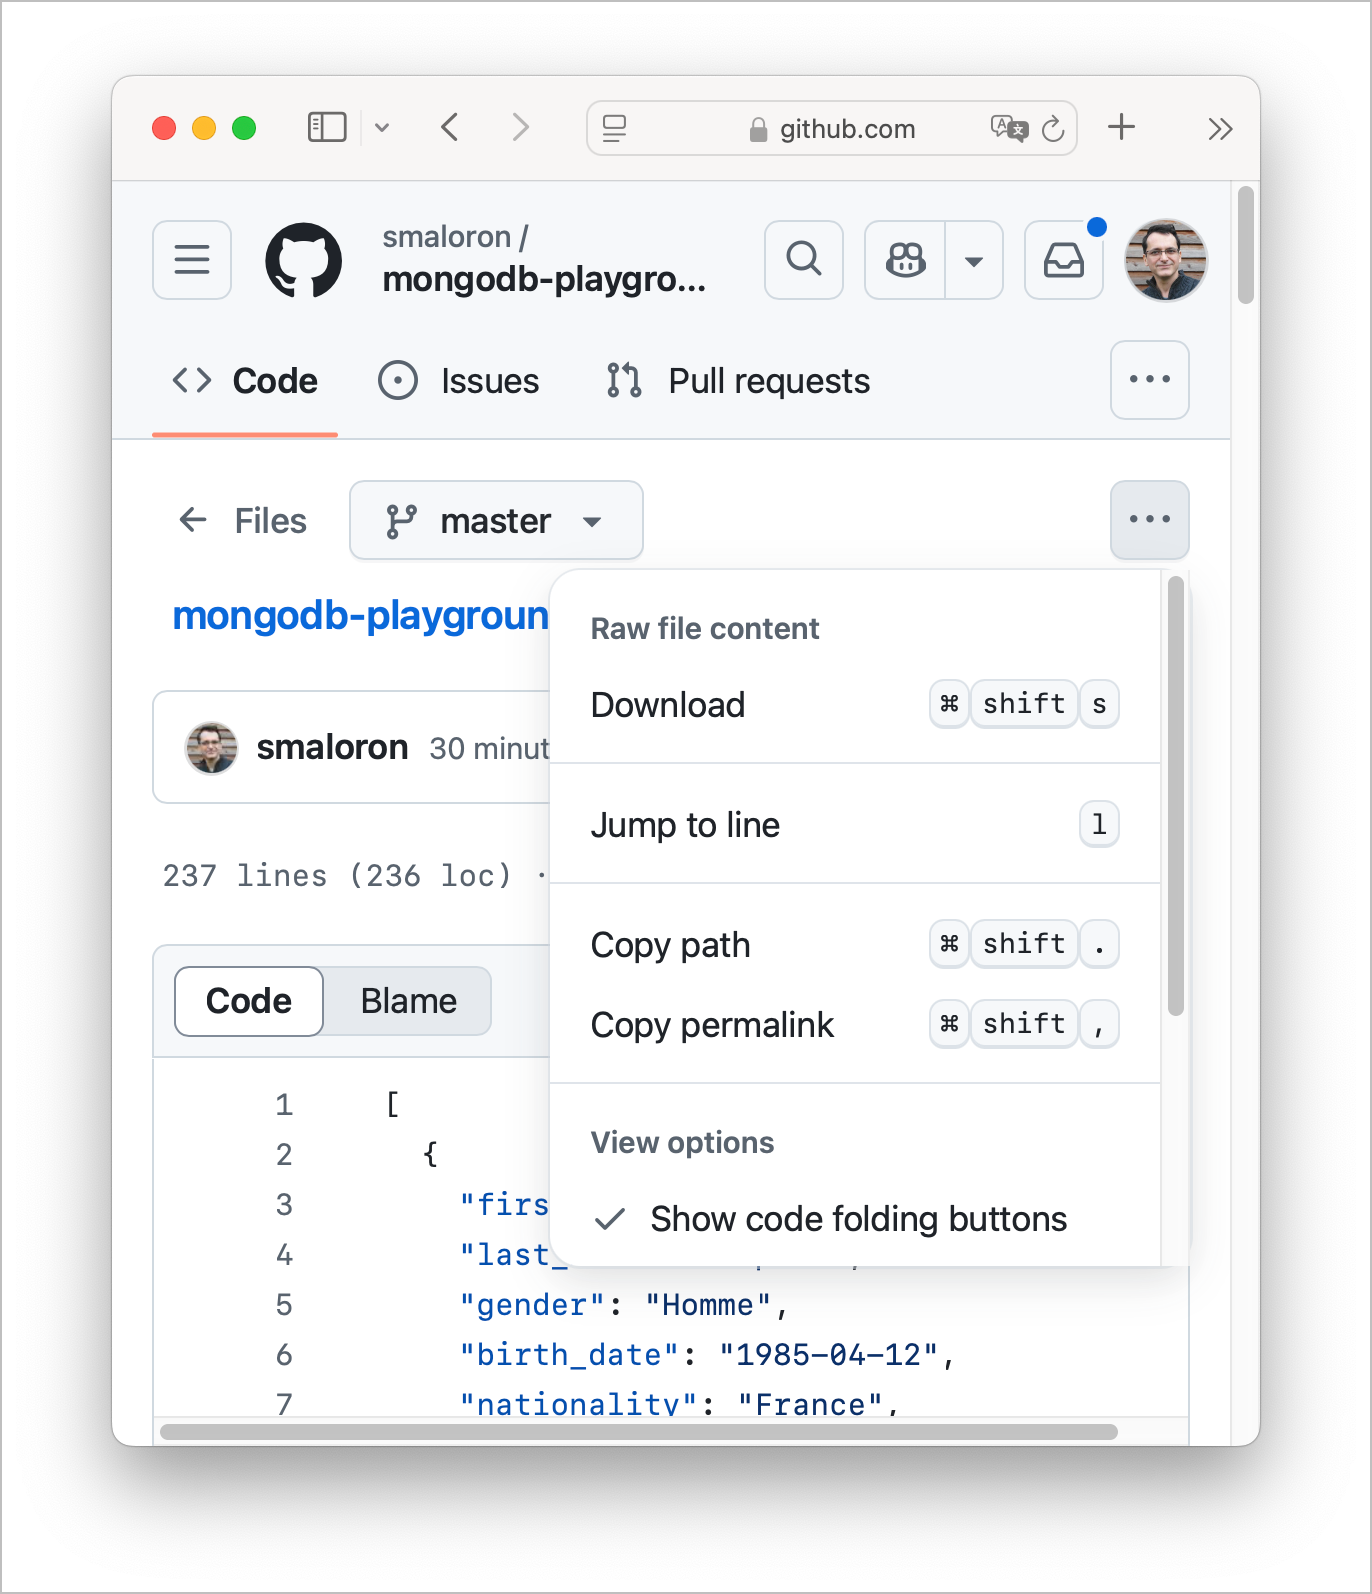 github.com
smaloron /
mongodb-playgro...
Code
Issues
Pull requests
Files
master
mongodb-playgroun
Raw file content
Download ⌘ shift s
smaloron 30 minut
Jump to line l
237 lines (236 loc) ·
Copy path ⌘ shift .
Code Blame
Copy permalink ⌘ shift ,
View options
Show code folding buttons
1 [
2 {
3 "firs
4 "last_
5 "gender": "Homme",
6 "birth_date": "1985-04-12",
7 "nationality": "France",